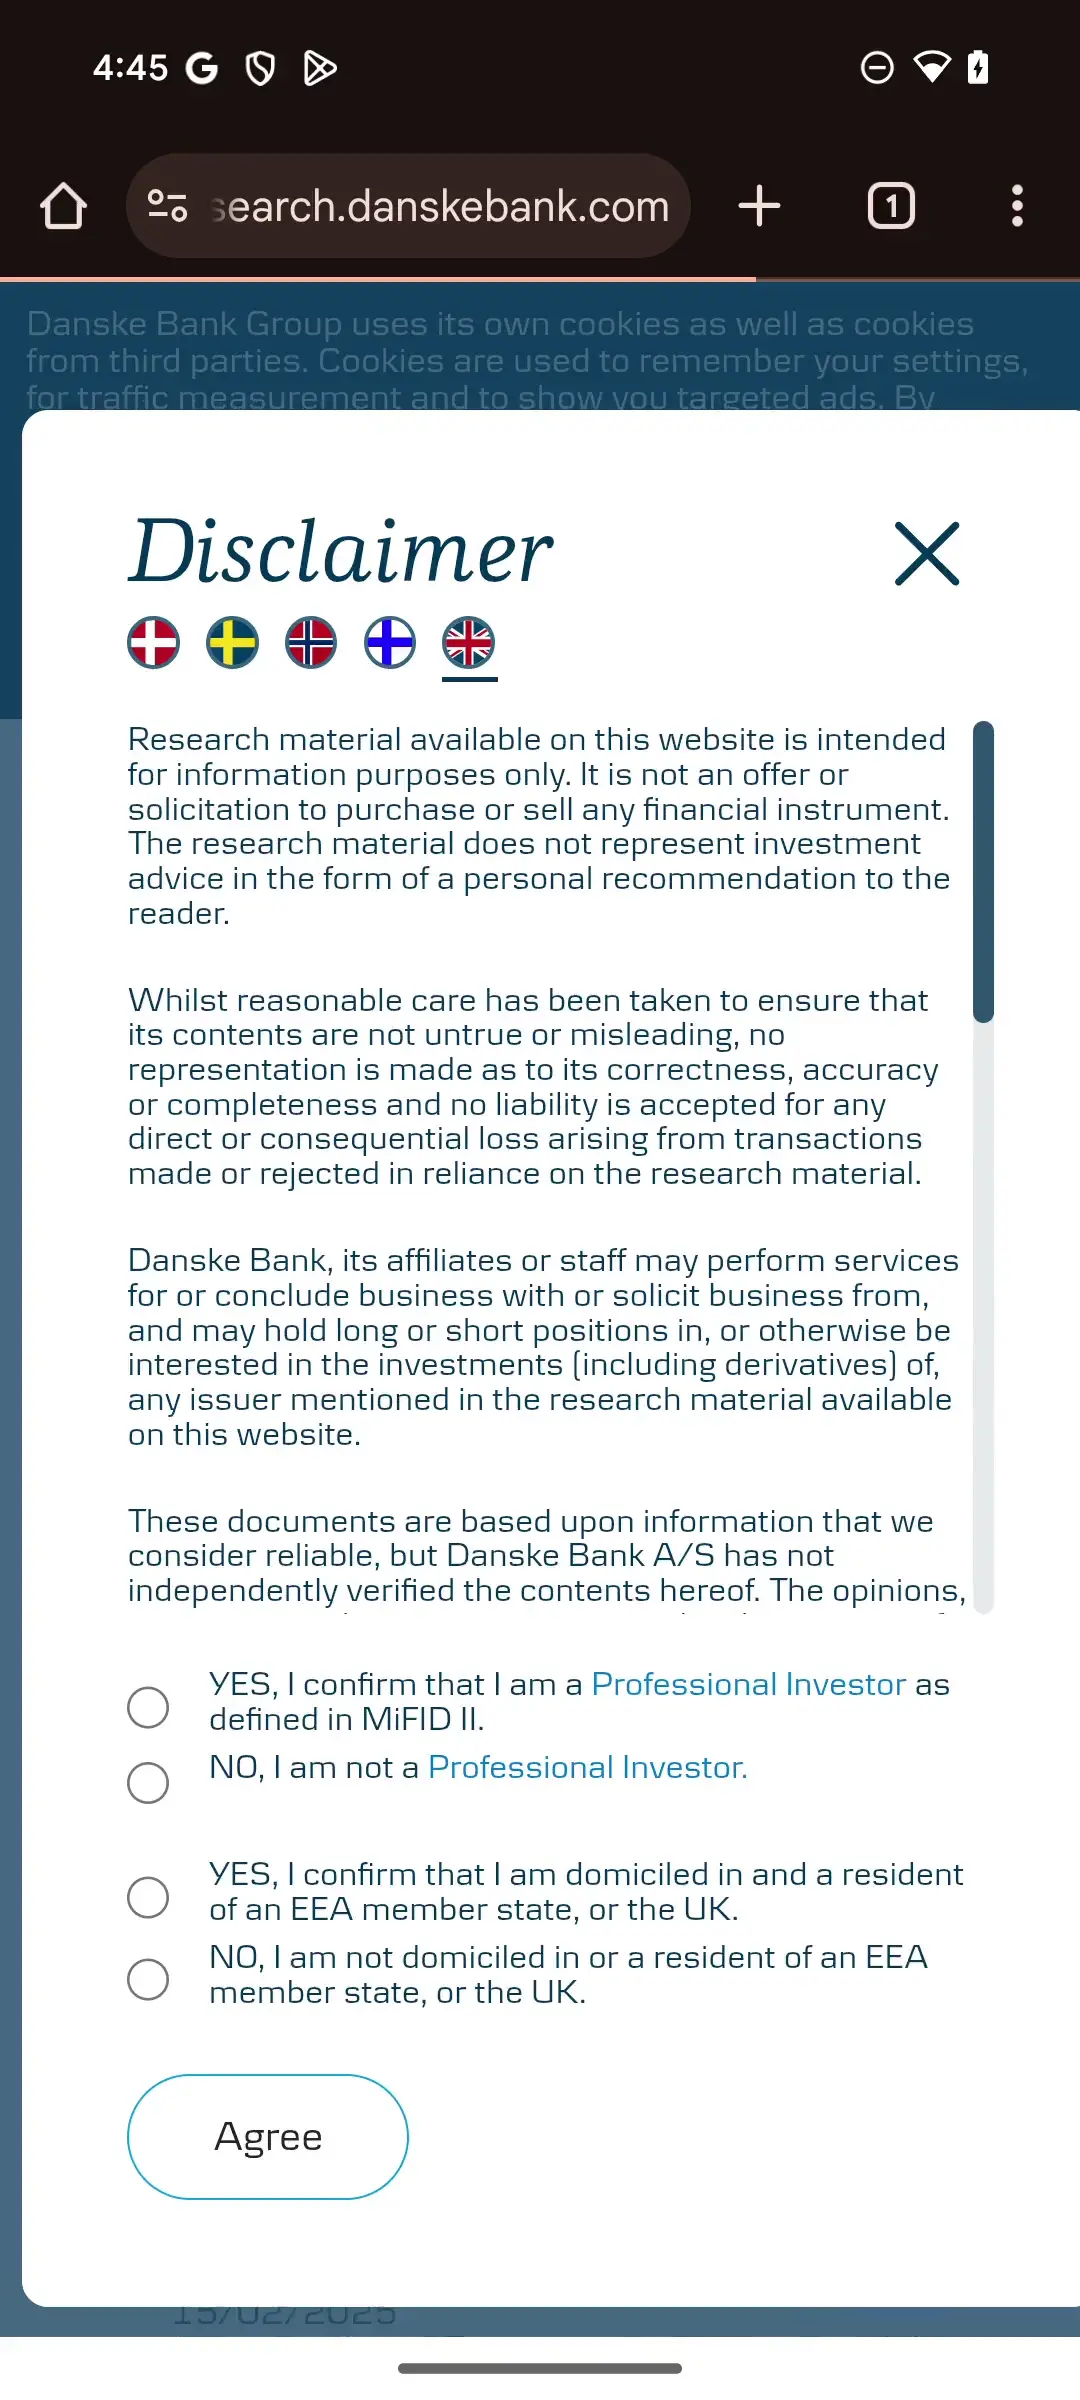 4:45
search.danskebank.com
1
Danske Bank Group uses its own cookies as well as cookies
from third parties. Cookies are used to remember your settings,
for traffic measurement and to show you targeted ads. By
Disclaimer
Research material available on this website is intended
for information purposes only. It is not an offer or
solicitation to purchase or sell any financial instrument.
The research material does not represent investment
advice in the form of a personal recommendation to the
reader.
Whilst reasonable care has been taken to ensure that
its contents are not untrue or misleading, no
representation is made as to its correctness, accuracy
or completeness and no liability is accepted for any
direct or consequential loss arising from transactions
made or rejected in reliance on the research material.
Danske Bank, its affiliates or staff may perform services
for or conclude business with or solicit business from,
and may hold long or short positions in, or otherwise be
interested in the investments (including derivatives) of,
any issuer mentioned in the research material available
on this website.
These documents are based upon information that we
consider reliable, but Danske Bank A/S has not
independently verified the contents hereof. The opinions,
YES, I confirm that I am a Professional Investor as
defined in MiFID II.
NO, I am not a Professional Investor.
YES, I confirm that I am domiciled in and a resident
of an EEA member state, or the UK.
NO, I am not domiciled in or a resident of an EEA
member state, or the UK.
Agree
15/02/2025